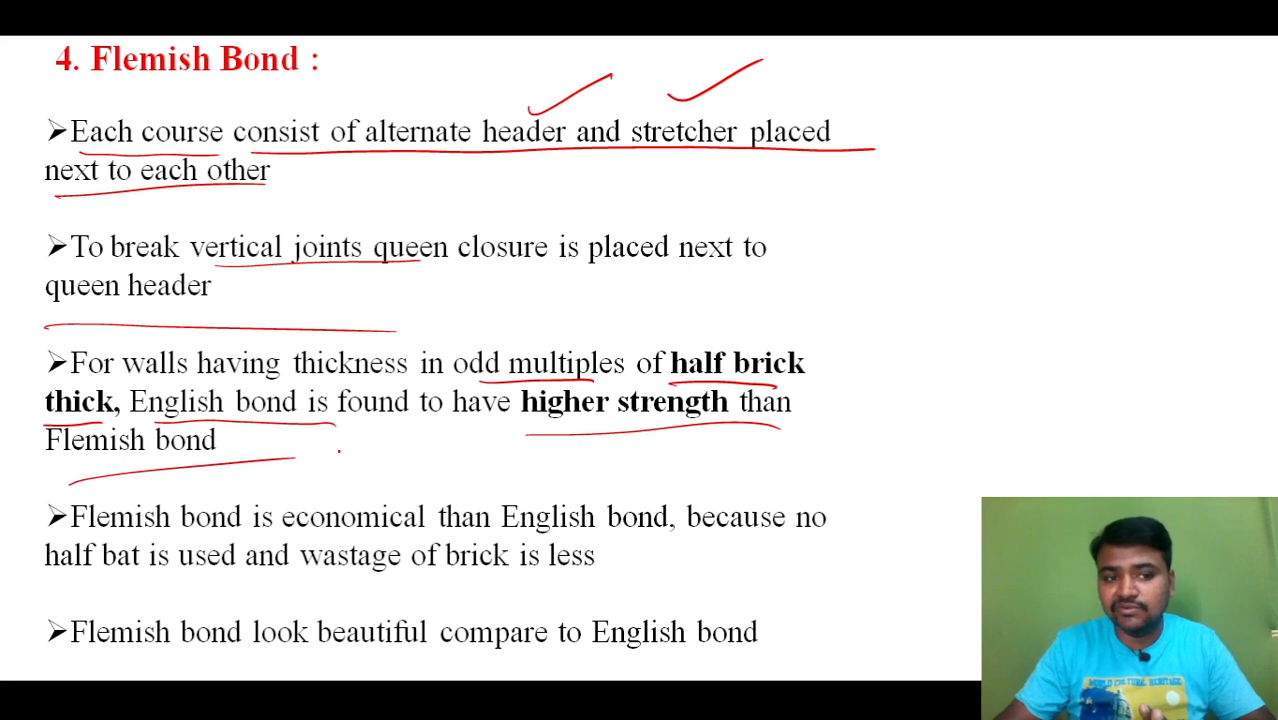 4. Flemish Bond :
➢Each course consist of alternate header and stretcher placed
next to each other
➢To break vertical joints queen closure is placed next to
queen header
➢For walls having thickness in odd multiples of half brick
thick, English bond is found to have higher strength than
Flemish bond
➢Flemish bond is economical than English bond, because no
half bat is used and wastage of brick is less
➢Flemish bond look beautiful compare to English bond
WORLD CULTURE HERITAGE